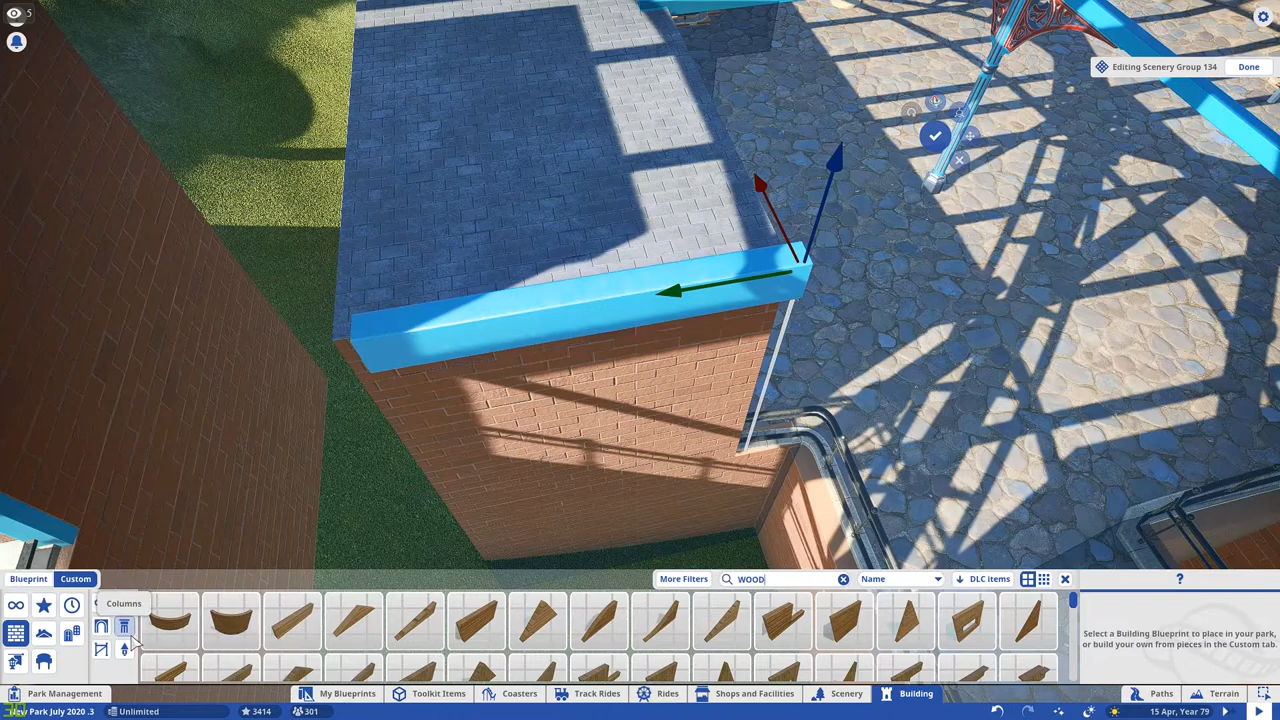 5
Editing Scenery Group 134 Done
Blueprint Custom More Filters WOOD Name DLC items ?
Columns
Select a Building Blueprint to place in your park,
or build your own from pieces in the Custom tab.
Park Management My Blueprints Toolkit Items Coasters Track Rides Rides Shops and Facilities Scenery Building Paths Terrain
New Park July 2020 .3 Unlimited 3414 301 15 Apr, Year 79